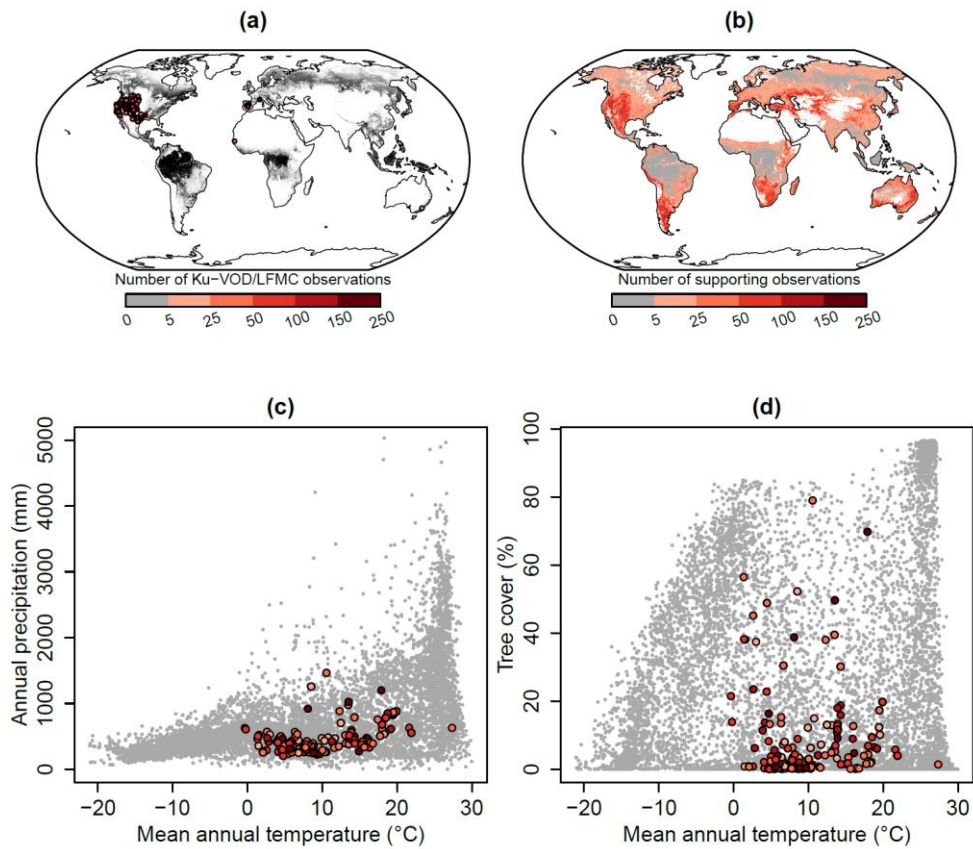 (a)
(b)
Number of Ku−VOD/LFMC observations
0 5 25 50 100 150 250
Number of supporting observations
0 5 25 50 100 150 250
(c)
Annual precipitation (mm)
0 1000 2000 3000 4000 5000
−20 −10 0 10 20 30
Mean annual temperature (°C)
(d)
Tree cover (%)
0 20 40 60 80 100
−20 −10 0 10 20 30
Mean annual temperature (°C)